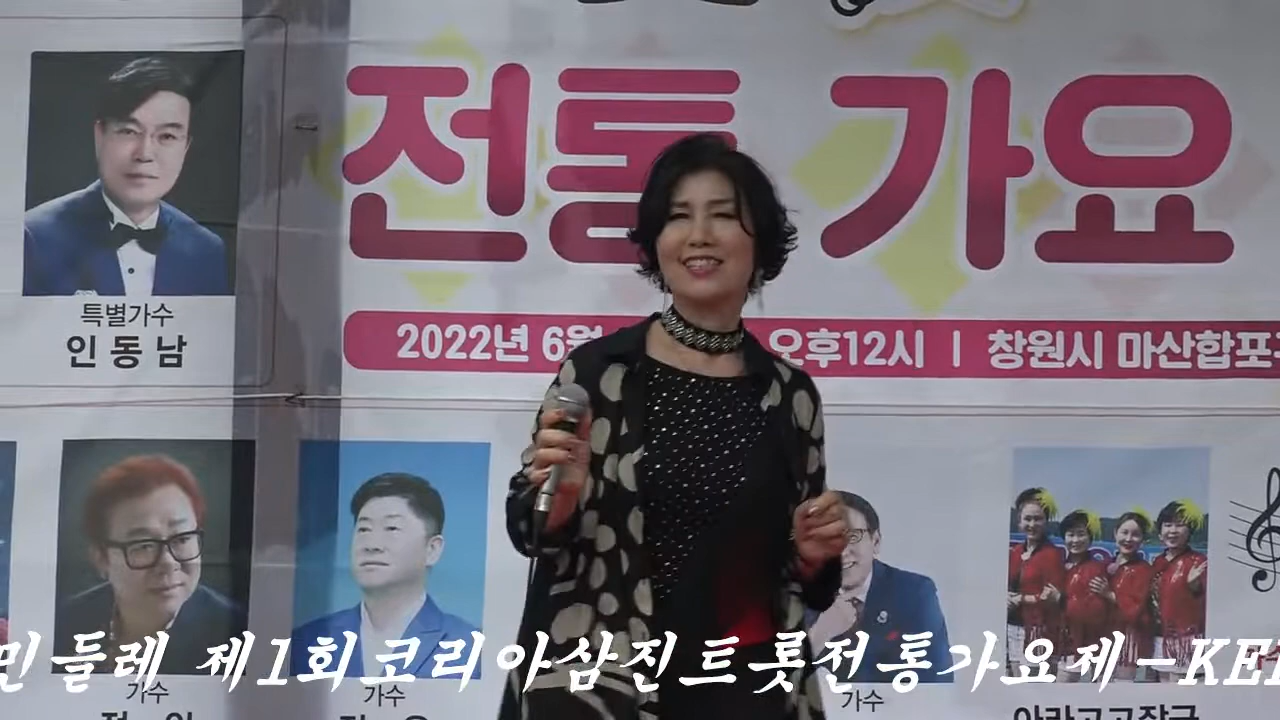 전통 가요
2022년 6월 오후12시 | 창원시 마산합포
특별가수
인동남
가수
가수
가수
민들레 제1회코리아삼진트롯전통가요제-KE